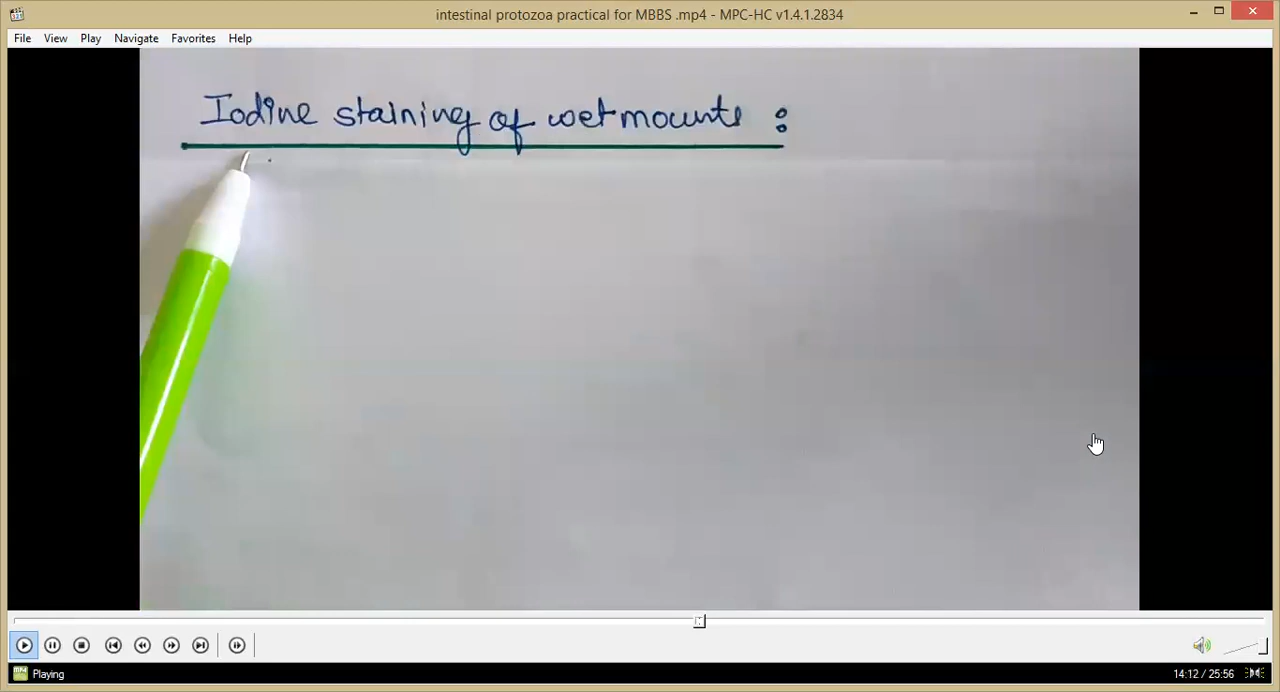 intestinal protozoa practical for MBBS .mp4 - MPC-HC v1.4.1.2834
File View Play Navigate Favorites Help
Iodine staining of wetmounts :
Playing
14:12 / 25:56